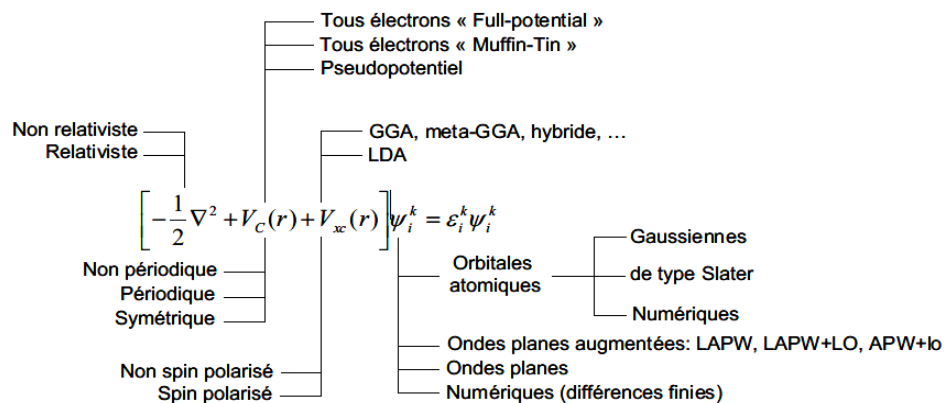 Tous électrons « Full-potential »
Tous électrons « Muffin-Tin »
Pseudopotentiel
Non relativiste
Relativiste
GGA, meta-GGA, hybride, ...
LDA
[-1/2 ∇² + V_C(r) + V_xc(r)] ψ_i^k = ε_i^k ψ_i^k
Non périodique
Périodique
Symétrique
Orbitales
atomiques
Gaussiennes
de type Slater
Numériques
Non spin polarisé
Spin polarisé
Ondes planes augmentées: LAPW, LAPW+LO, APW+lo
Ondes planes
Numériques (différences finies)